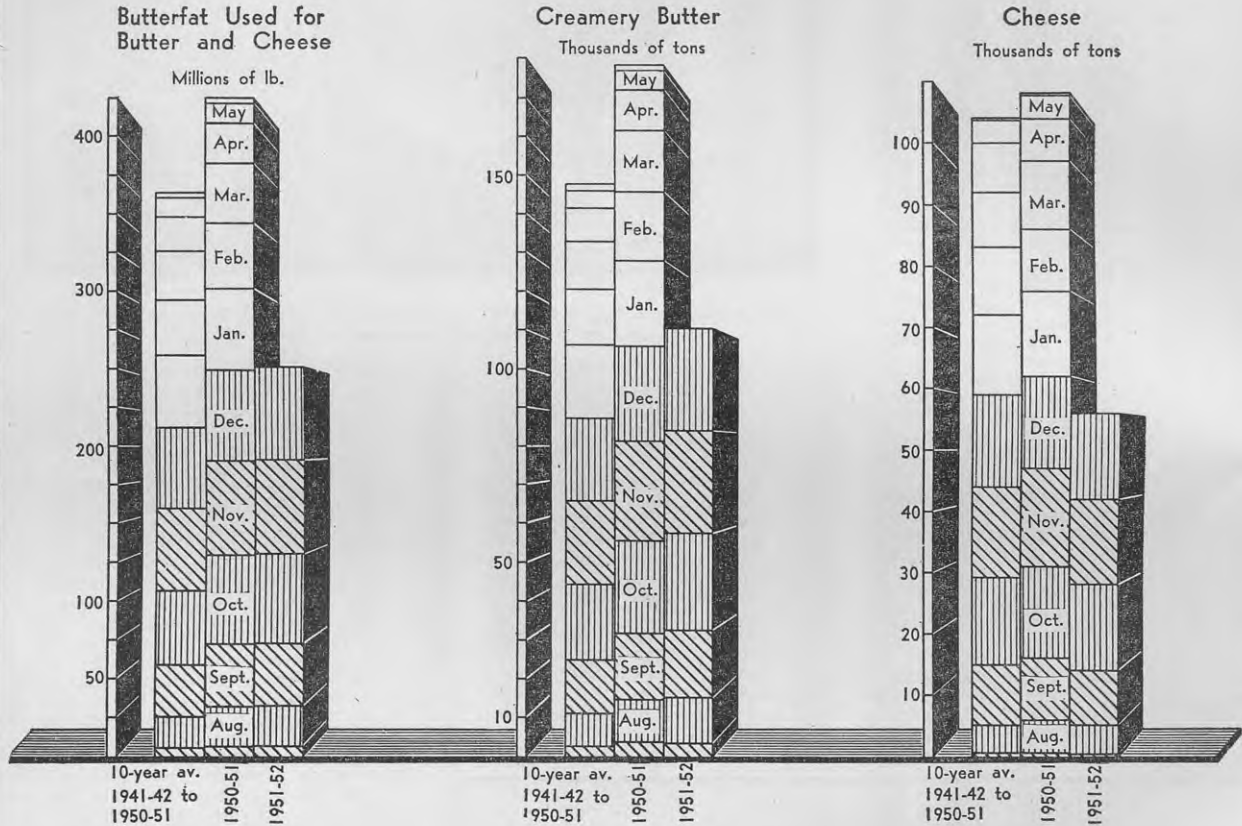 Butterfat Used for
Butter and Cheese
Millions of lb.
400
300
200
100
50
May
Apr.
Mar.
Feb.
Jan.
Dec.
Nov.
Oct.
Sept.
Aug.
10-year av.
1941-42 to
1950-51
1950-51
1951-52
Creamery Butter
Thousands of tons
150
100
50
10
May
Apr.
Mar.
Feb.
Jan.
Dec.
Nov.
Oct.
Sept.
Aug.
10-year av.
1941-42 to
1950-51
1950-51
1951-52
Cheese
Thousands of tons
100
90
80
70
60
50
40
30
20
10
May
Apr.
Mar.
Feb.
Jan.
Dec.
Nov.
Oct.
Sept.
Aug.
10-year av.
1941-42 to
1950-51
1950-51
1951-52